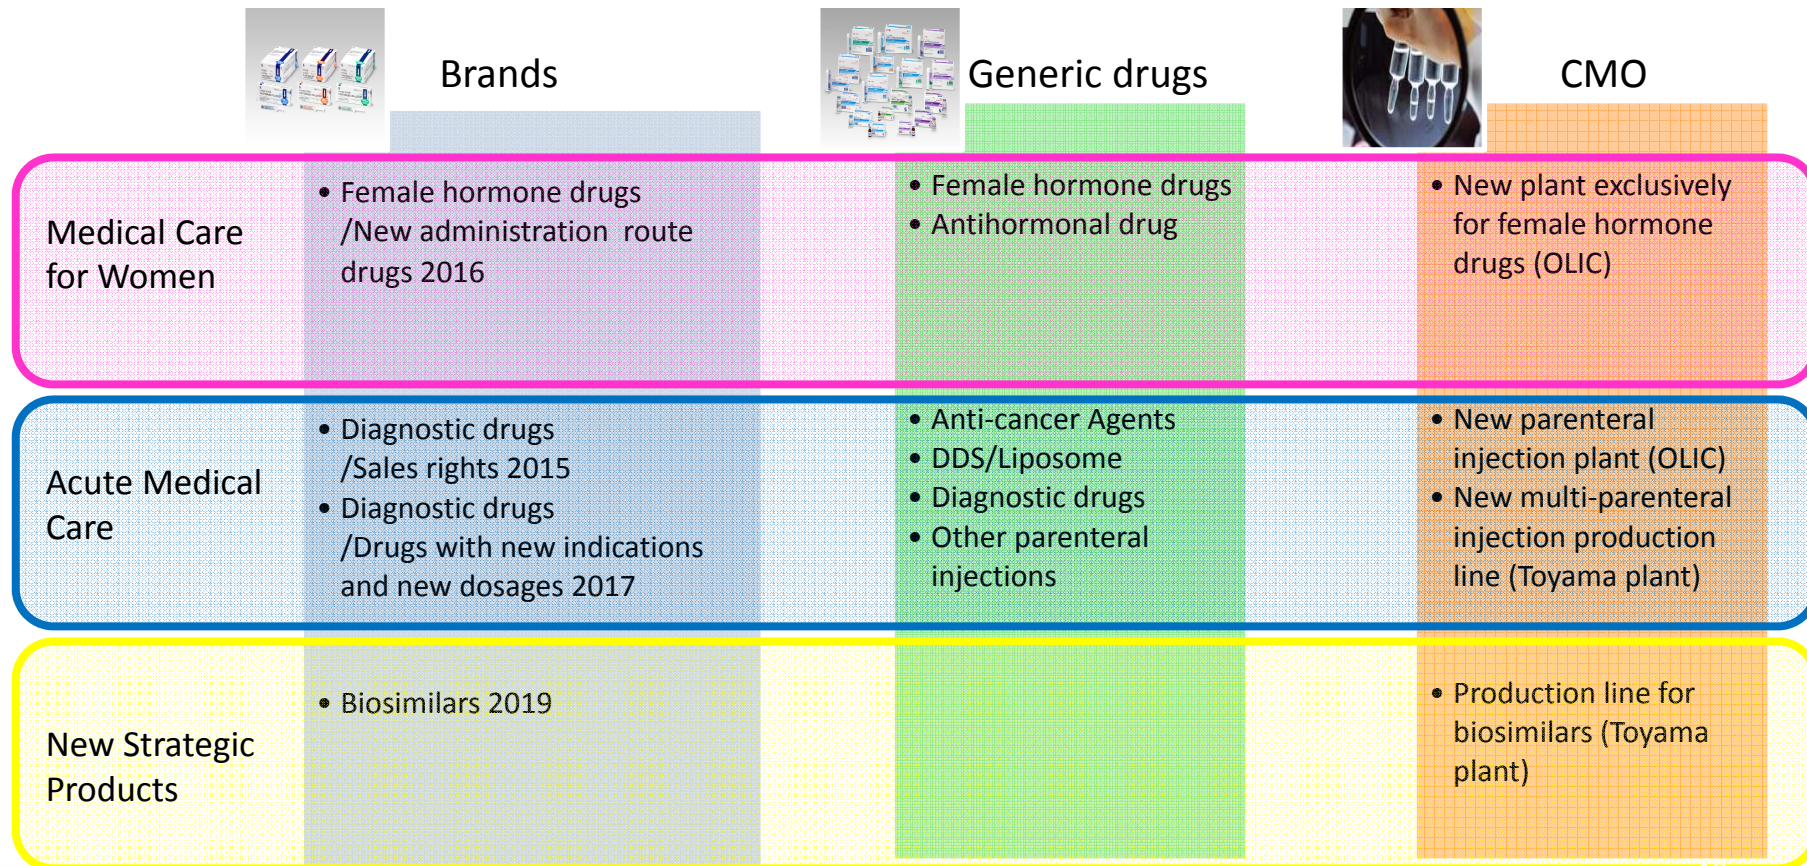 Brands
Generic drugs
CMO
Medical Care
for Women
• Female hormone drugs
/New administration route
drugs 2016
• Female hormone drugs
• Antihormonal drug
• New plant exclusively
for female hormone
drugs (OLIC)
Acute Medical
Care
• Diagnostic drugs
/Sales rights 2015
• Diagnostic drugs
/Drugs with new indications
and new dosages 2017
• Anti-cancer Agents
• DDS/Liposome
• Diagnostic drugs
• Other parenteral
injections
• New parenteral
injection plant (OLIC)
• New multi-parenteral
injection production
line (Toyama plant)
New Strategic
Products
• Biosimilars 2019
• Production line for
biosimilars (Toyama
plant)